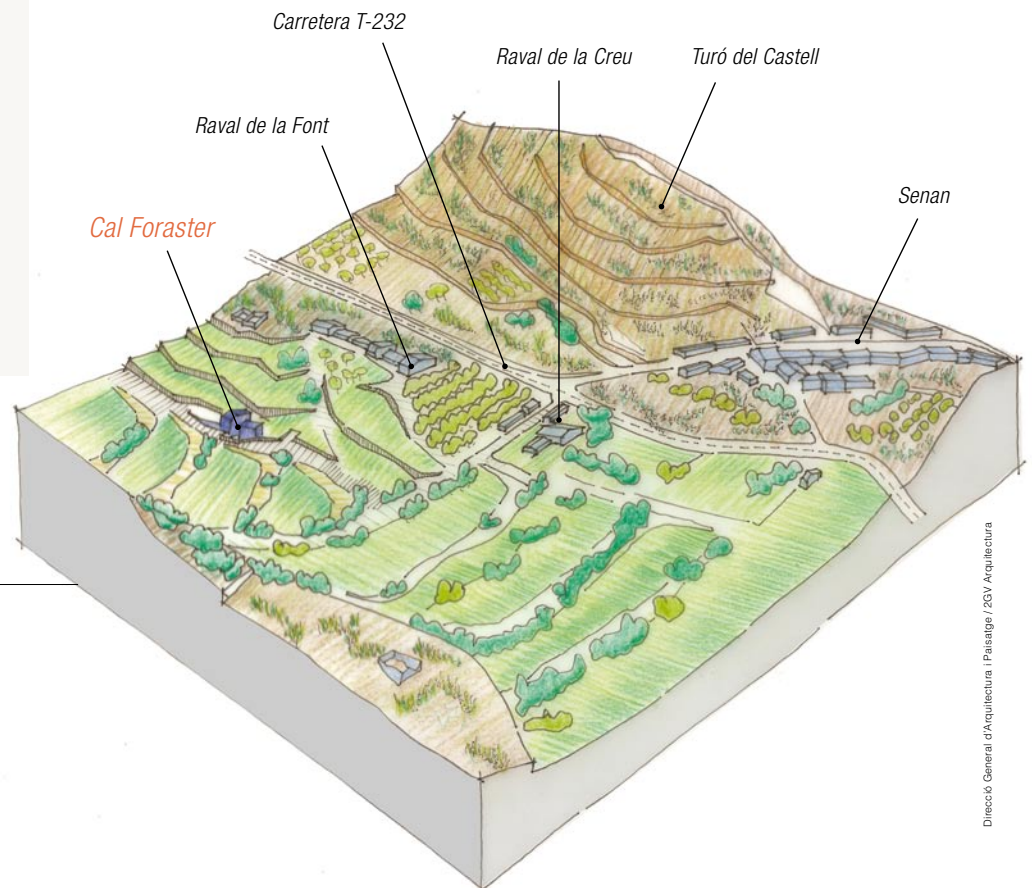 Carretera T-232
Raval de la Creu
Turó del Castell
Raval de la Font
Senan
Cal Foraster
Direcció General d'Arquitectura i Paisatge / 2GV Arquitectura